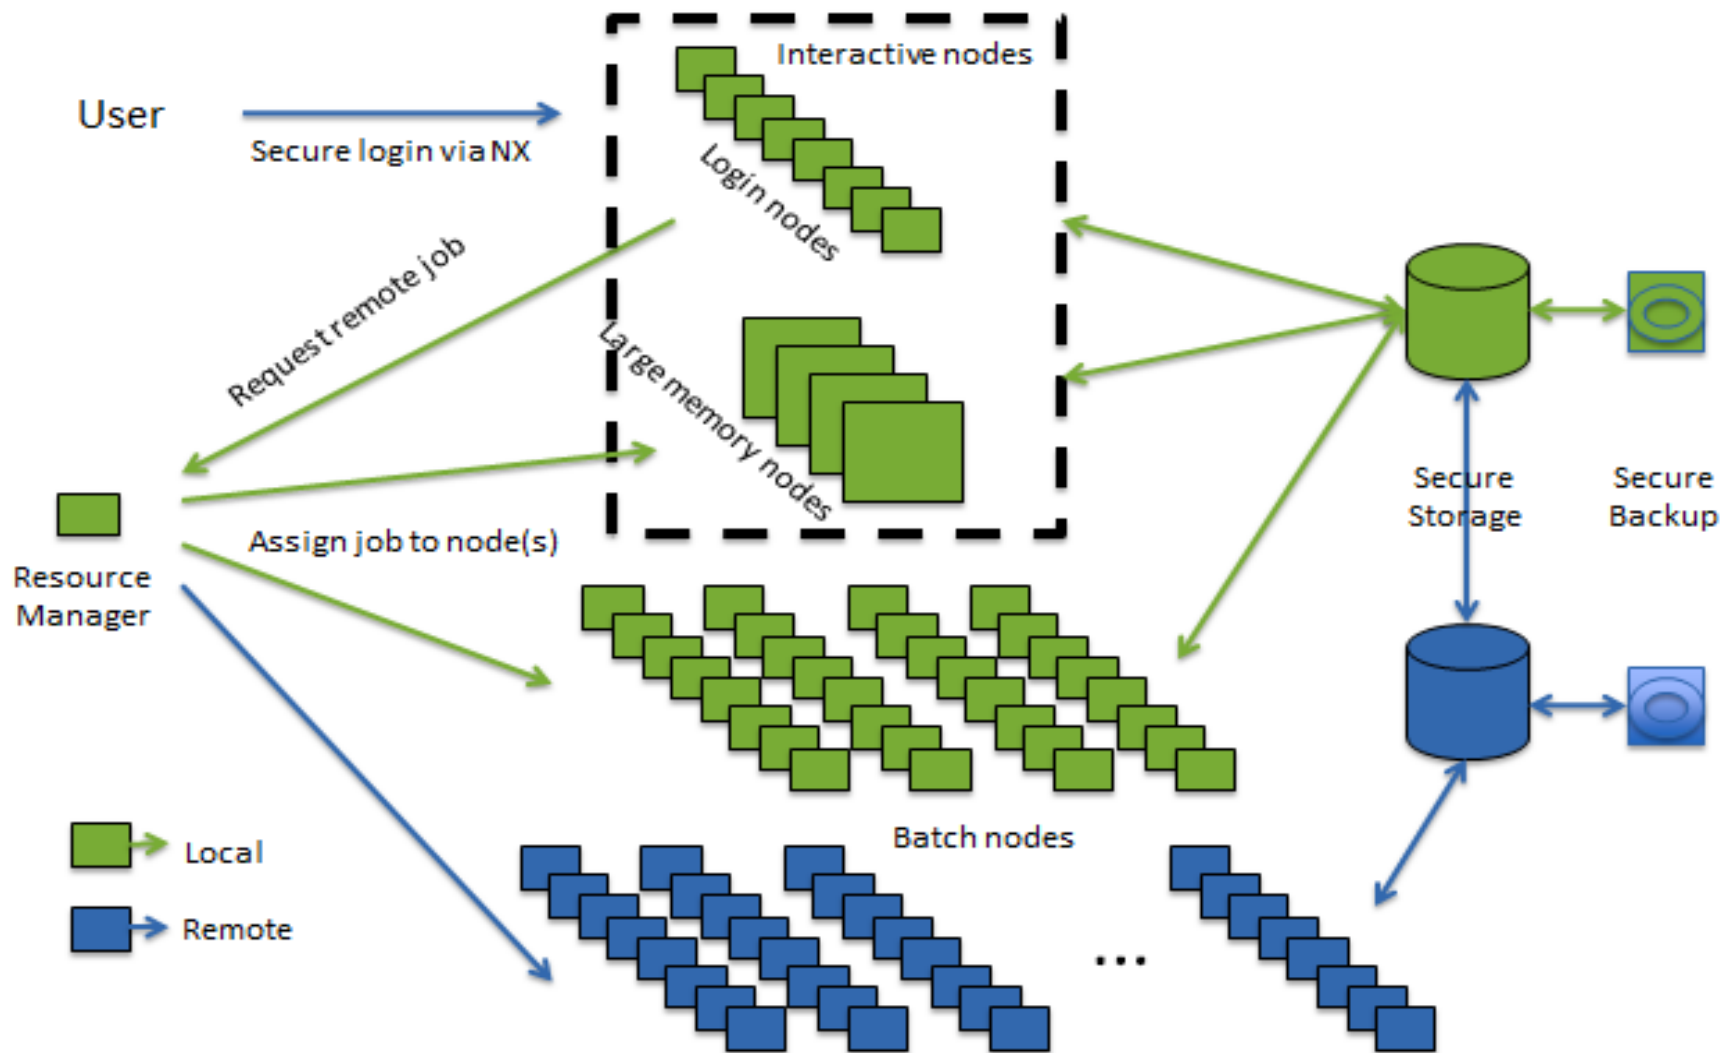 Interactive nodes
User
Secure login via NX
Login nodes
Request remote job
Large memory nodes
Secure
Storage
Secure
Backup
Assign job to node(s)
Resource
Manager
Batch nodes
Local
Remote
...